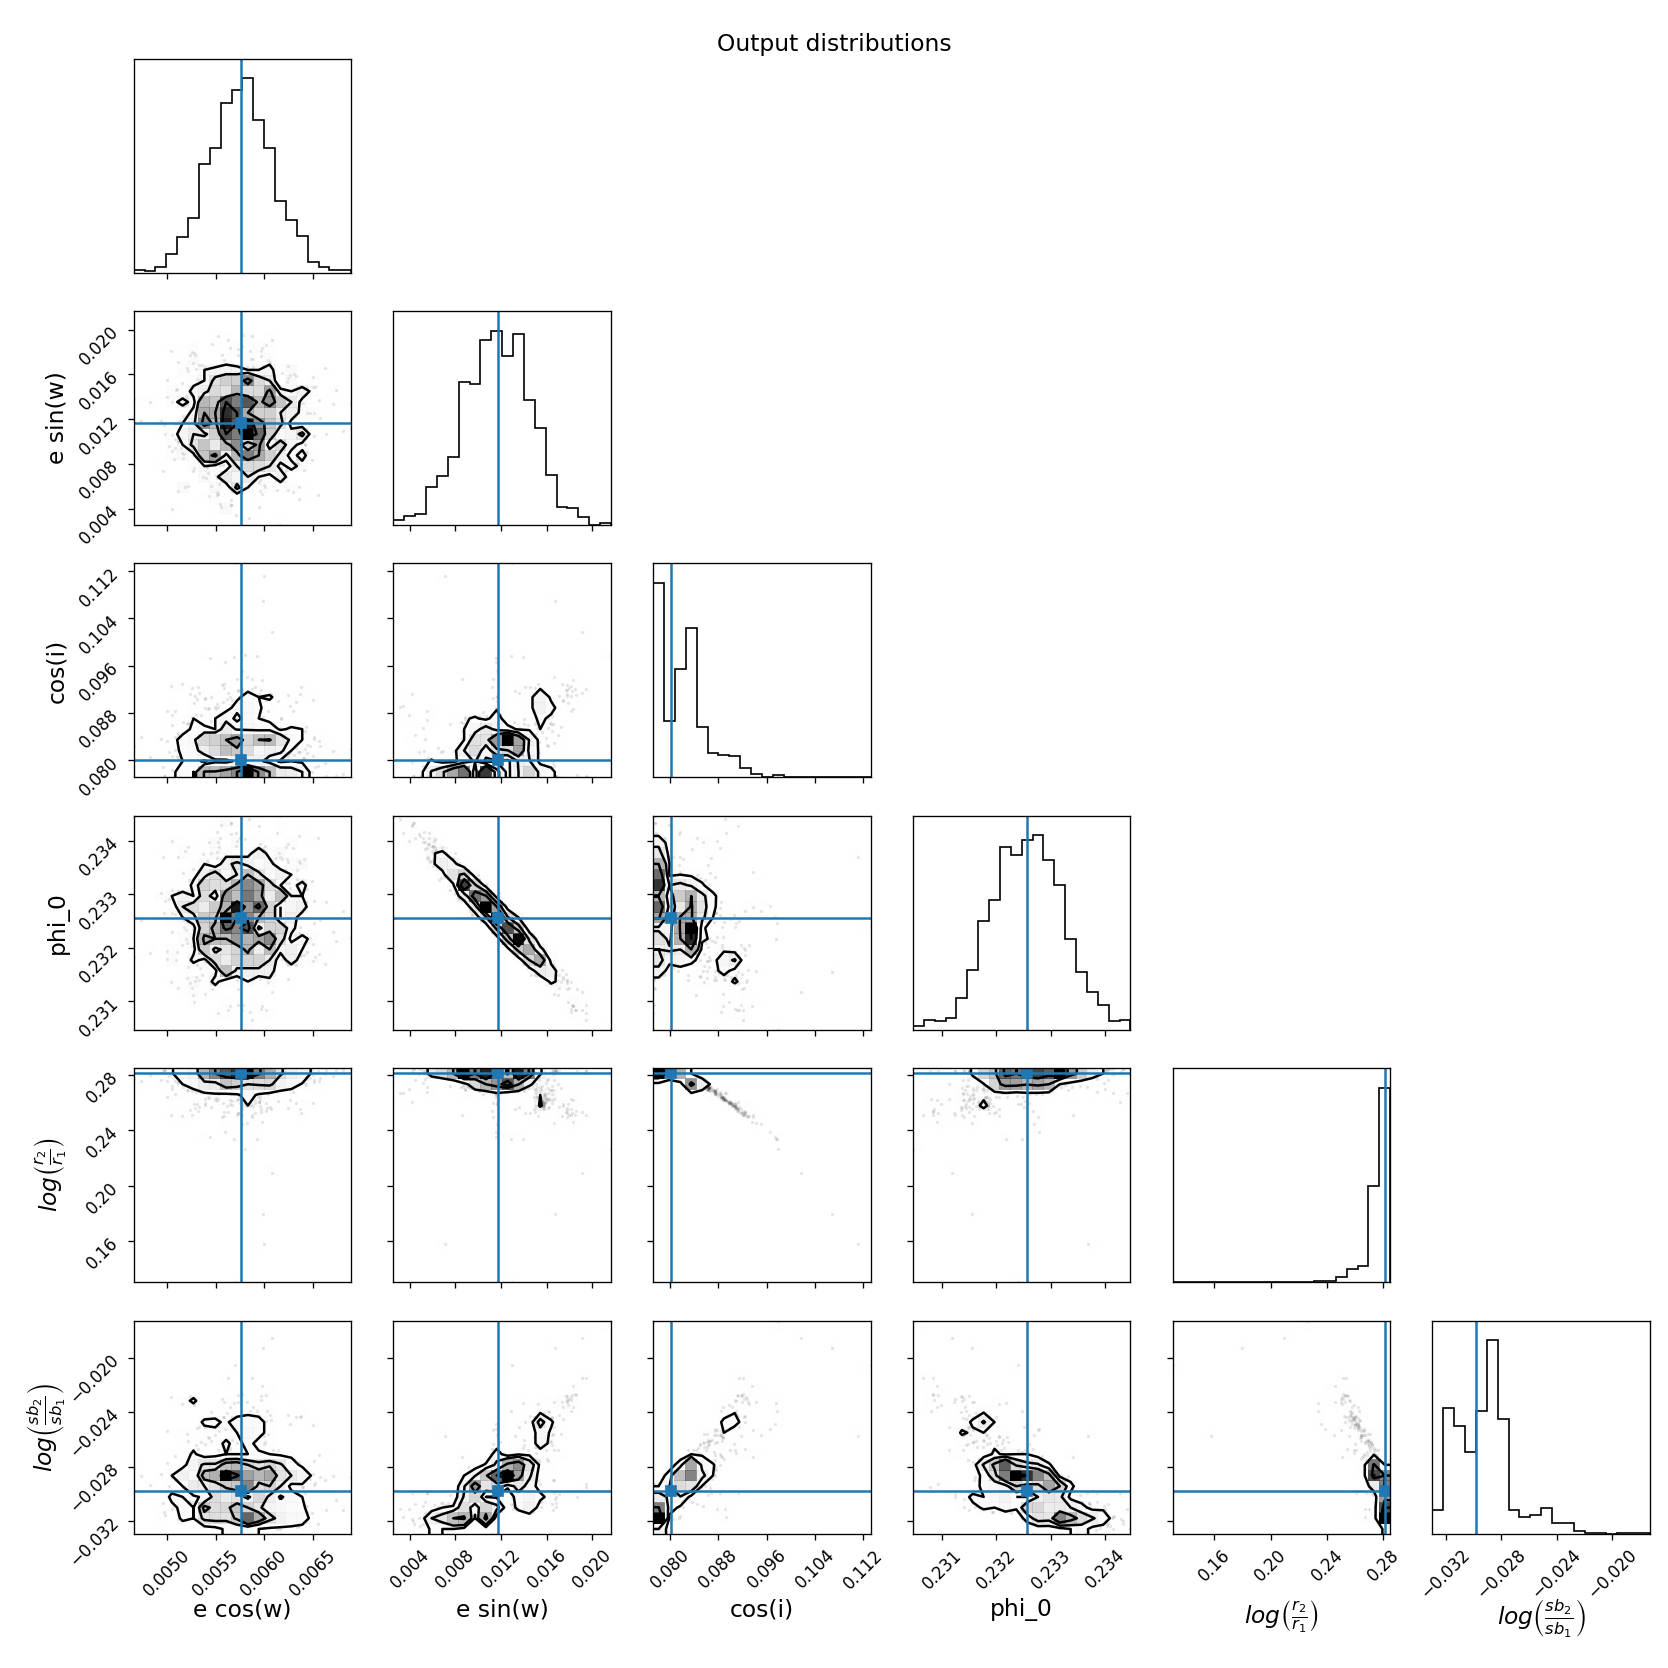 Output distributions
0.020
0.016
0.012
0.008
0.004
e sin(w)
0.112
0.104
0.096
0.088
0.080
cos(i)
0.234
0.233
0.232
0.231
phi_0
0.28
0.24
0.20
0.16
log(r₂/r₁)
−0.020
−0.024
−0.028
−0.032
log(sb₂/sb₁)
0.0050 0.0055 0.0060 0.0065
0.004 0.008 0.012 0.016 0.020
0.080 0.088 0.096 0.104 0.112
0.231 0.232 0.233 0.234
0.16 0.20 0.24 0.28
−0.032 −0.028 −0.024 −0.020
e cos(w) e sin(w) cos(i) phi_0 log(r₂/r₁) log(sb₂/sb₁)